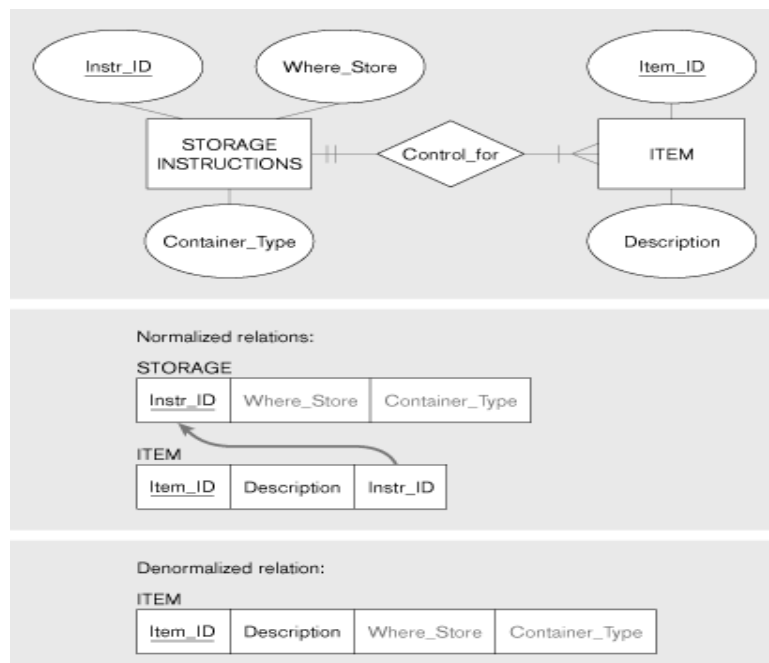 Instr_ID
Where_Store
Item_ID
STORAGE
INSTRUCTIONS
Control_for
ITEM
Container_Type
Description
Normalized relations:
STORAGE
Instr_ID Where_Store Container_Type
ITEM
Item_ID Description Instr_ID
Denormalized relation:
ITEM
Item_ID Description Where_Store Container_Type